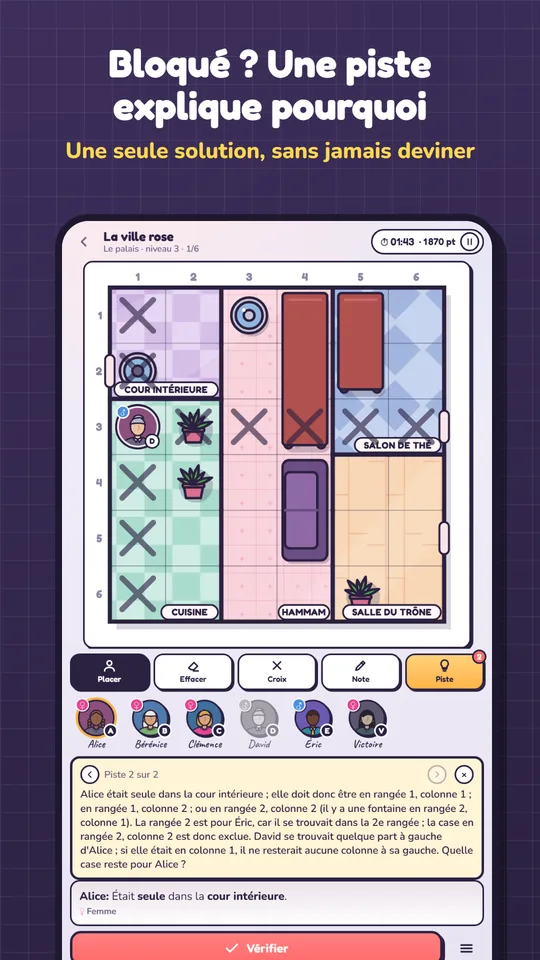 Bloqué ? Une piste
explique pourquoi
Une seule solution, sans jamais deviner
La ville rose
Le palais · niveau 3 · 1/6
01:43 · 1870 pt
1 2 3 4 5 6
1
2
COUR INTÉRIEURE
3
D
SALON DE THÉ
4
5
6
CUISINE
HAMMAM
SALLE DU TRÔNE
Placer
Effacer
Croix
Note
Piste
2
A
B
C
D
E
V
Alice
Bérénice
Clémence
David
Éric
Victoire
Piste 2 sur 2
Alice était seule dans la cour intérieure ; elle doit donc être en rangée 1, colonne 1 ;
en rangée 1, colonne 2 ; ou en rangée 2, colonne 2 (il y a une fontaine en rangée 2,
colonne 1). La rangée 2 est pour Éric, car il se trouvait dans la 2e rangée ; la case en
rangée 2, colonne 2 est donc exclue. David se trouvait quelque part à gauche
d'Alice ; si elle était en colonne 1, il ne resterait aucune colonne à sa gauche. Quelle
case reste pour Alice ?
Alice: Était seule dans la cour intérieure.
Femme
Vérifier